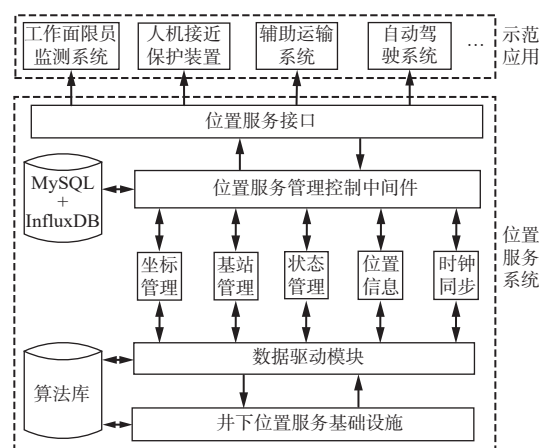 工作面限员
监测系统
人机接近
保护装置
辅助运输
系统
自动驾
驶系统
…
示范
应用
位置服务接口
MySQL
+
InfluxDB
位置服务管理控制中间件
坐标
管理
基站
管理
状态
管理
位置
信息
时钟
同步
位置
服务
系统
数据驱动模块
算法库
井下位置服务基础设施